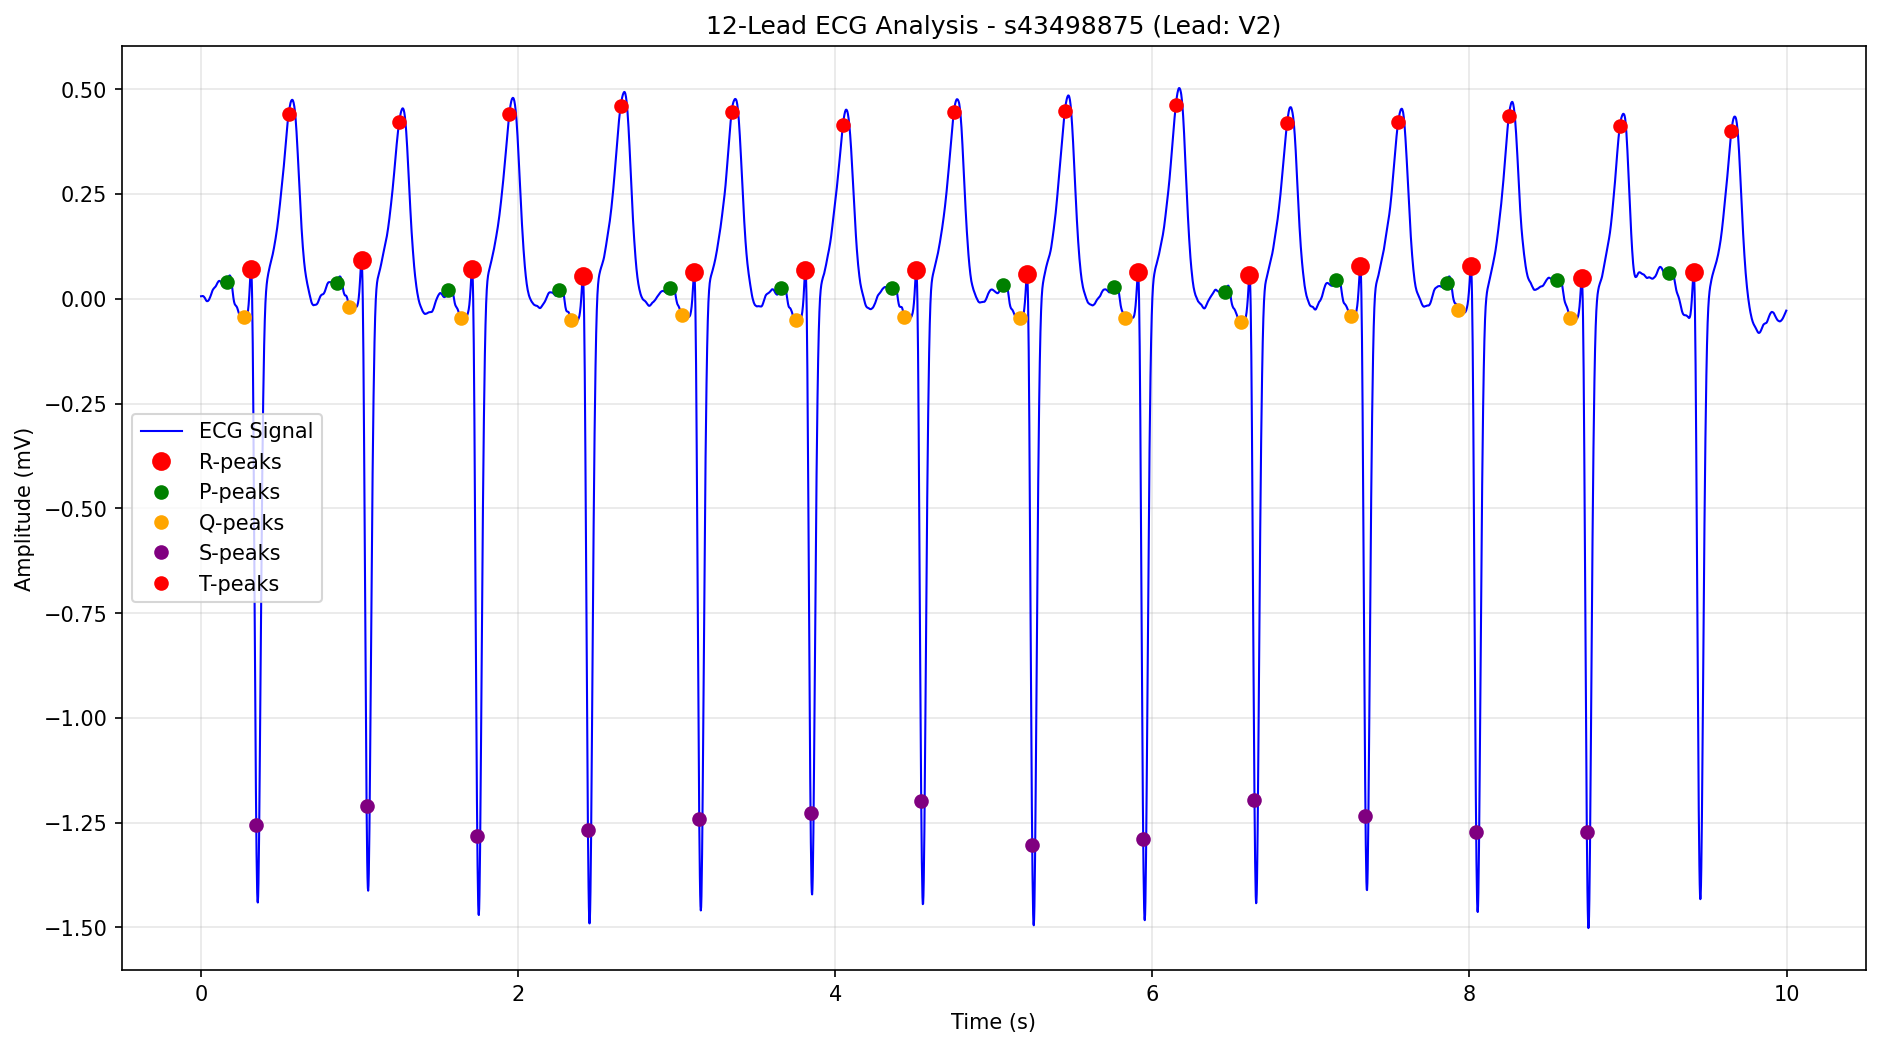 12-Lead ECG Analysis - s43498875 (Lead: V2)
Amplitude (mV)
0.50
0.25
0.00
−0.25
−0.50
−0.75
−1.00
−1.25
−1.50
ECG Signal
R-peaks
P-peaks
Q-peaks
S-peaks
T-peaks
0 2 4 6 8 10
Time (s)